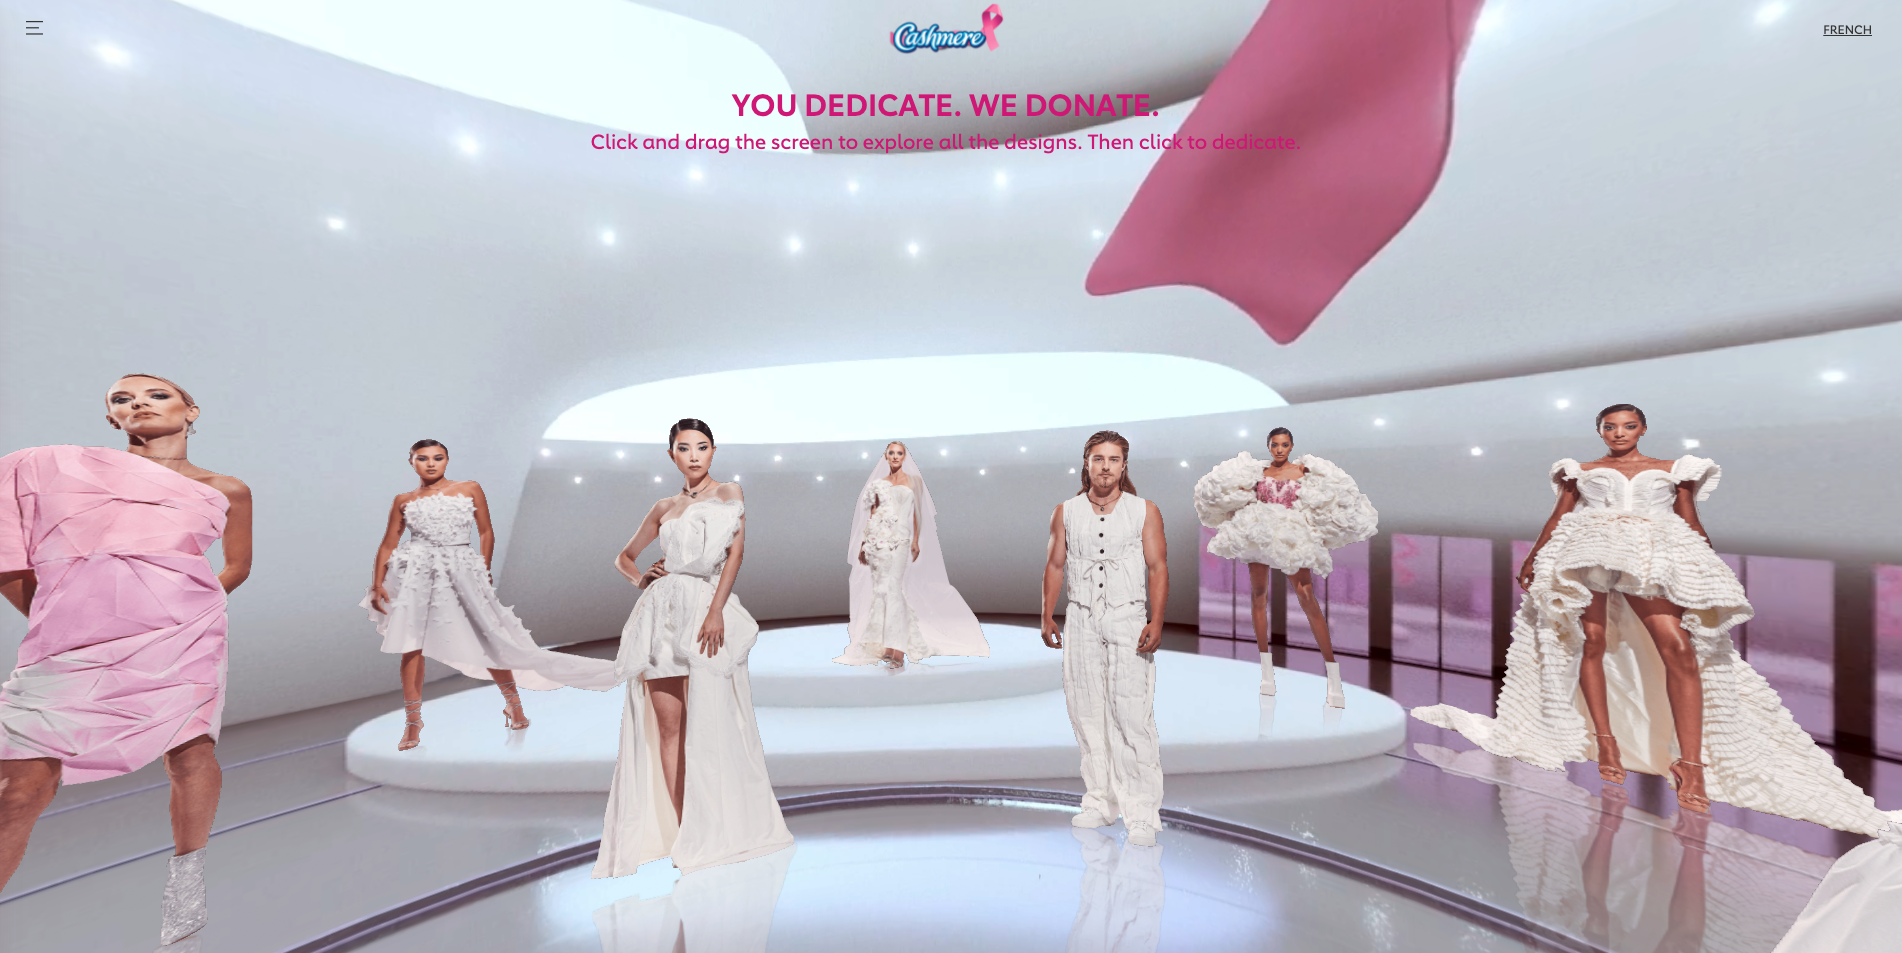 Cashmere
FRENCH
YOU DEDICATE. WE DONATE.
Click and drag the screen to explore all the designs. Then click to dedicate.